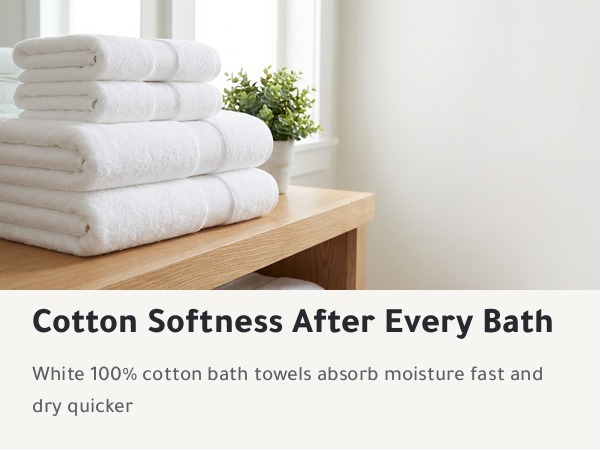 Cotton Softness After Every Bath
White 100% cotton bath towels absorb moisture fast and
dry quicker